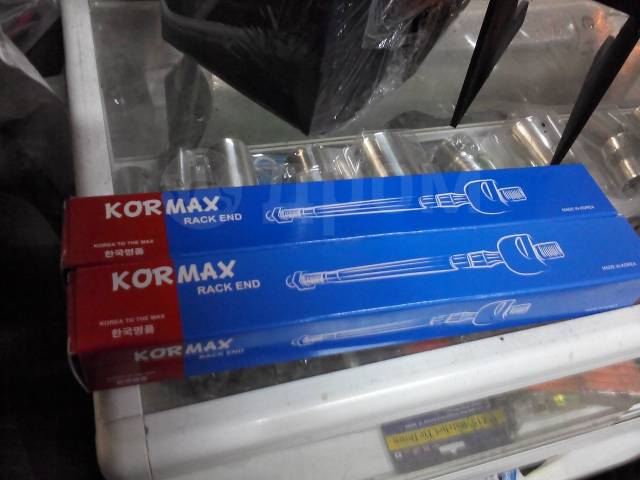 KORMAX
RACK END
KOREA TO THE MAX
한국명품
MADE IN KOREA
KORMAX
RACK END
KOREA TO THE MAX
한국명품
MADE IN KOREA
KORMAX
RACK END